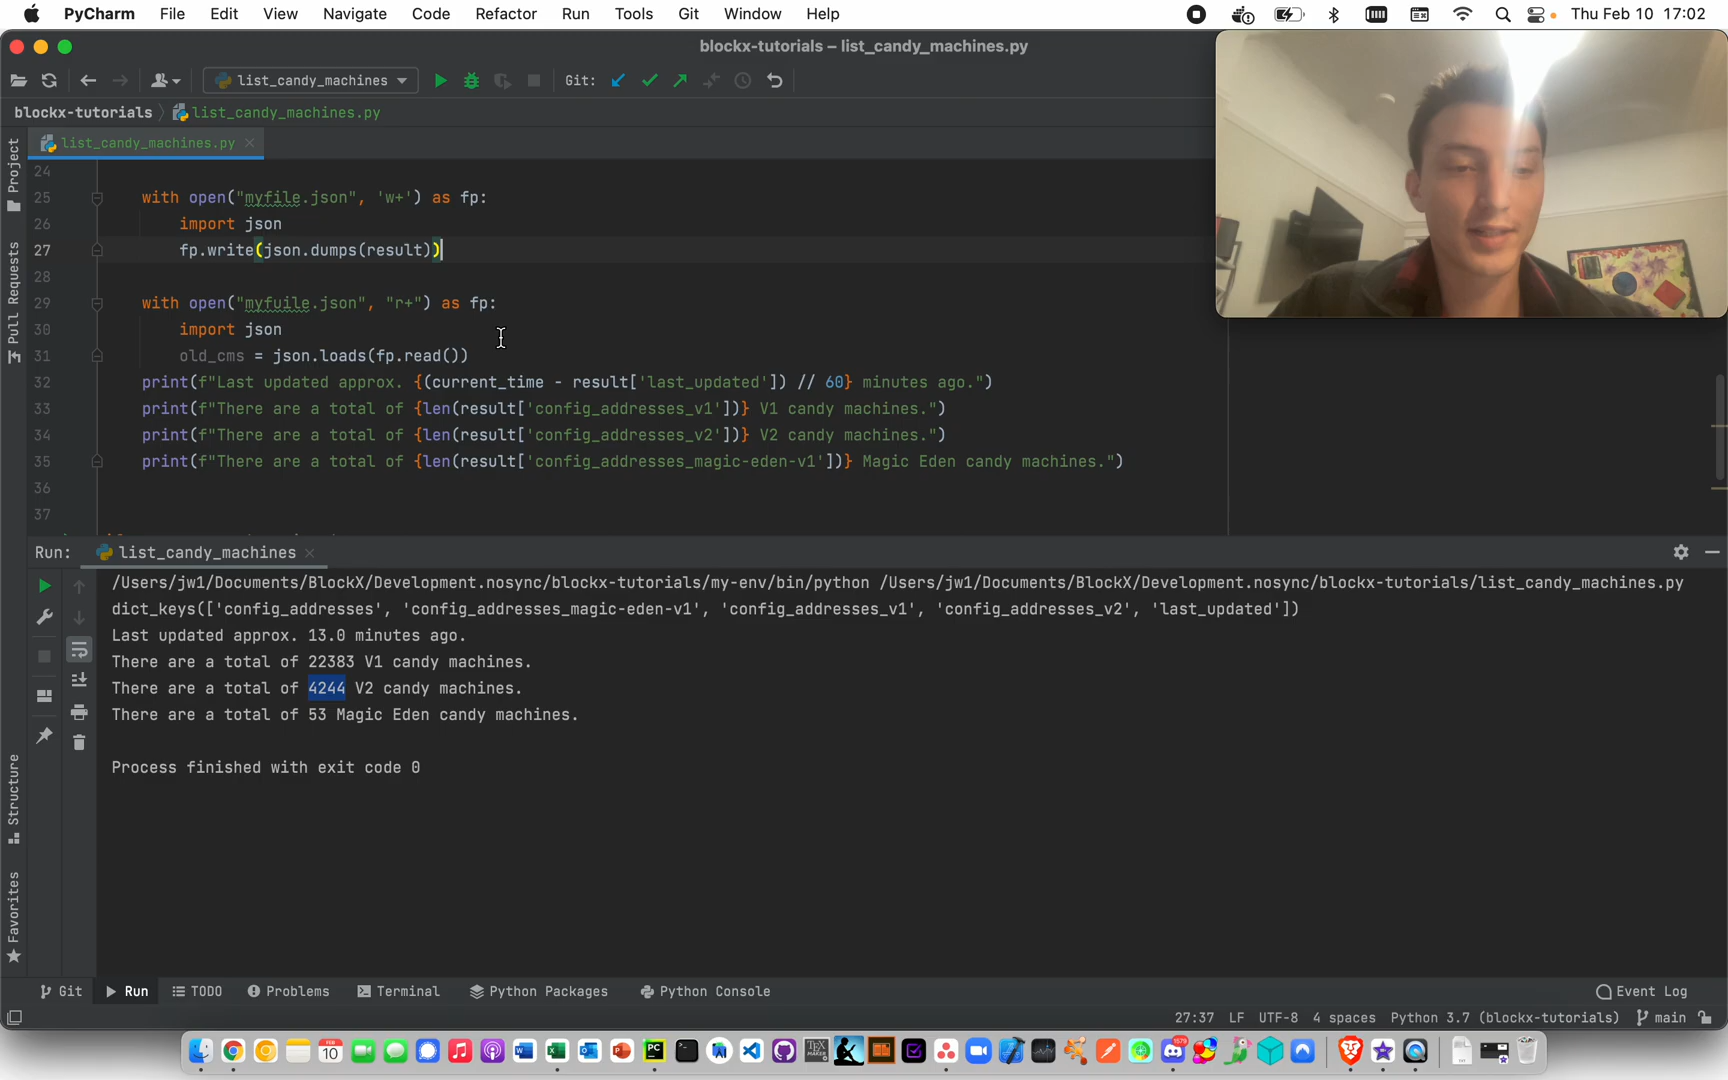 PyCharm File Edit View Navigate Code Refactor Run Tools Git Window Help Thu Feb 10 17:02
blockx-tutorials – list_candy_machines.py
list_candy_machines Git:
blockx-tutorials list_candy_machines.py
list_candy_machines.py
Project
Pull Requests
Structure
Favorites
24
25 with open("myfile.json", 'w+') as fp:
26 import json
27 fp.write(json.dumps(result))
28
29 with open("myfuile.json", "r+") as fp:
30 import json
31 old_cms = json.loads(fp.read())
32 print(f"Last updated approx. {(current_time - result['last_updated']) // 60} minutes ago.")
33 print(f"There are a total of {len(result['config_addresses_v1'])} V1 candy machines.")
34 print(f"There are a total of {len(result['config_addresses_v2'])} V2 candy machines.")
35 print(f"There are a total of {len(result['config_addresses_magic-eden-v1'])} Magic Eden candy machines.")
36
37
Run: list_candy_machines
/Users/jw1/Documents/BlockX/Development.nosync/blockx-tutorials/my-env/bin/python /Users/jw1/Documents/BlockX/Development.nosync/blockx-tutorials/list_candy_machines.py
dict_keys(['config_addresses', 'config_addresses_magic-eden-v1', 'config_addresses_v1', 'config_addresses_v2', 'last_updated'])
Last updated approx. 13.0 minutes ago.
There are a total of 22383 V1 candy machines.
There are a total of 4244 V2 candy machines.
There are a total of 53 Magic Eden candy machines.
Process finished with exit code 0
Git Run TODO Problems Terminal Python Packages Python Console Event Log
27:37 LF UTF-8 4 spaces Python 3.7 (blockx-tutorials) main